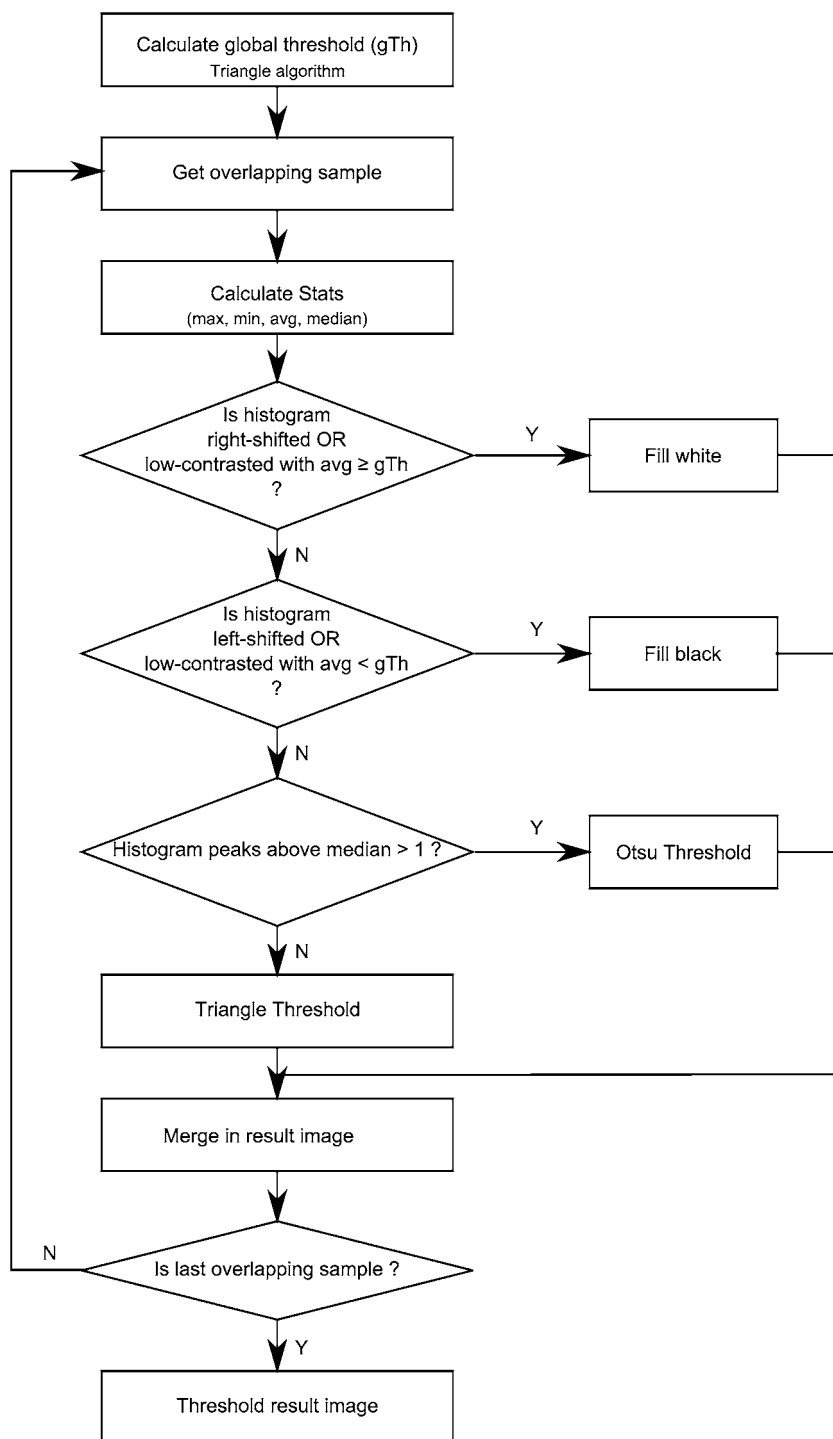 Calculate global threshold (gTh)
Triangle algorithm
Get overlapping sample
Calculate Stats
(max, min, avg, median)
Is histogram
right-shifted OR
low-contrasted with avg ≥ gTh
?
Y
Fill white
N
Is histogram
left-shifted OR
low-contrasted with avg < gTh
?
Y
Fill black
N
Histogram peaks above median > 1 ?
Y
Otsu Threshold
N
Triangle Threshold
Merge in result image
N
Is last overlapping sample ?
Y
Threshold result image